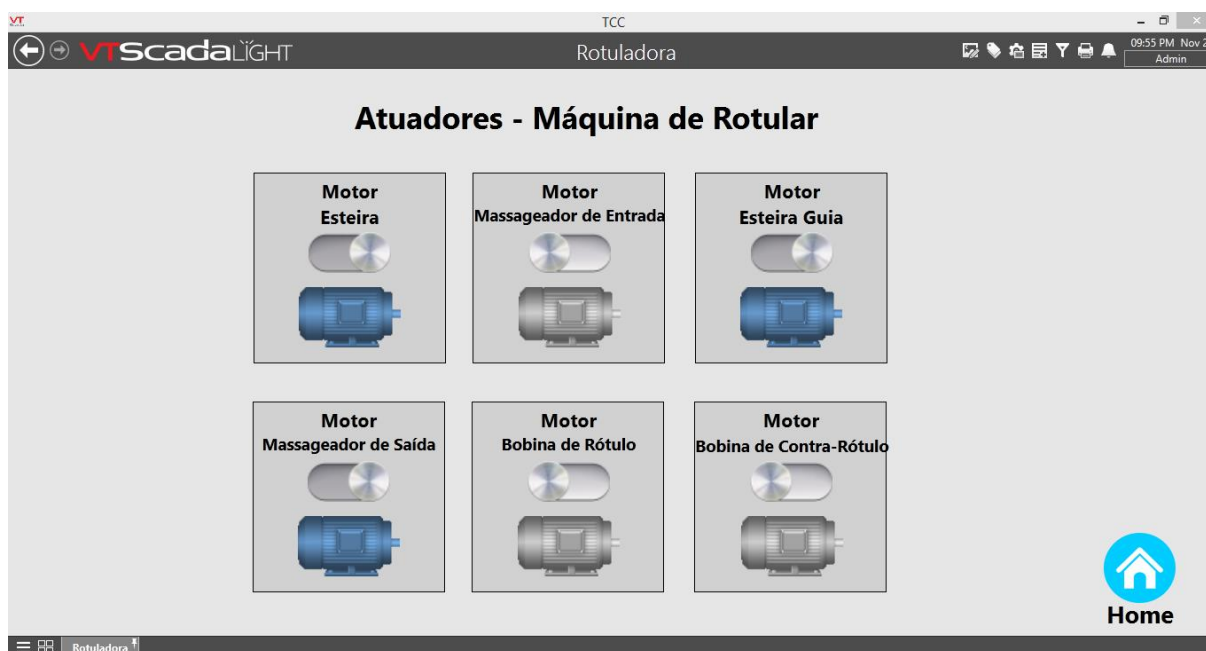 TCC
VTScadaLIGHT
Rotuladora
09:55 PM Nov 2
Admin
Atuadores - Máquina de Rotular
Motor
Esteira
Motor
Massageador de Entrada
Motor
Esteira Guia
Motor
Massageador de Saída
Motor
Bobina de Rótulo
Motor
Bobina de Contra-Rótulo
Home
Rotuladora